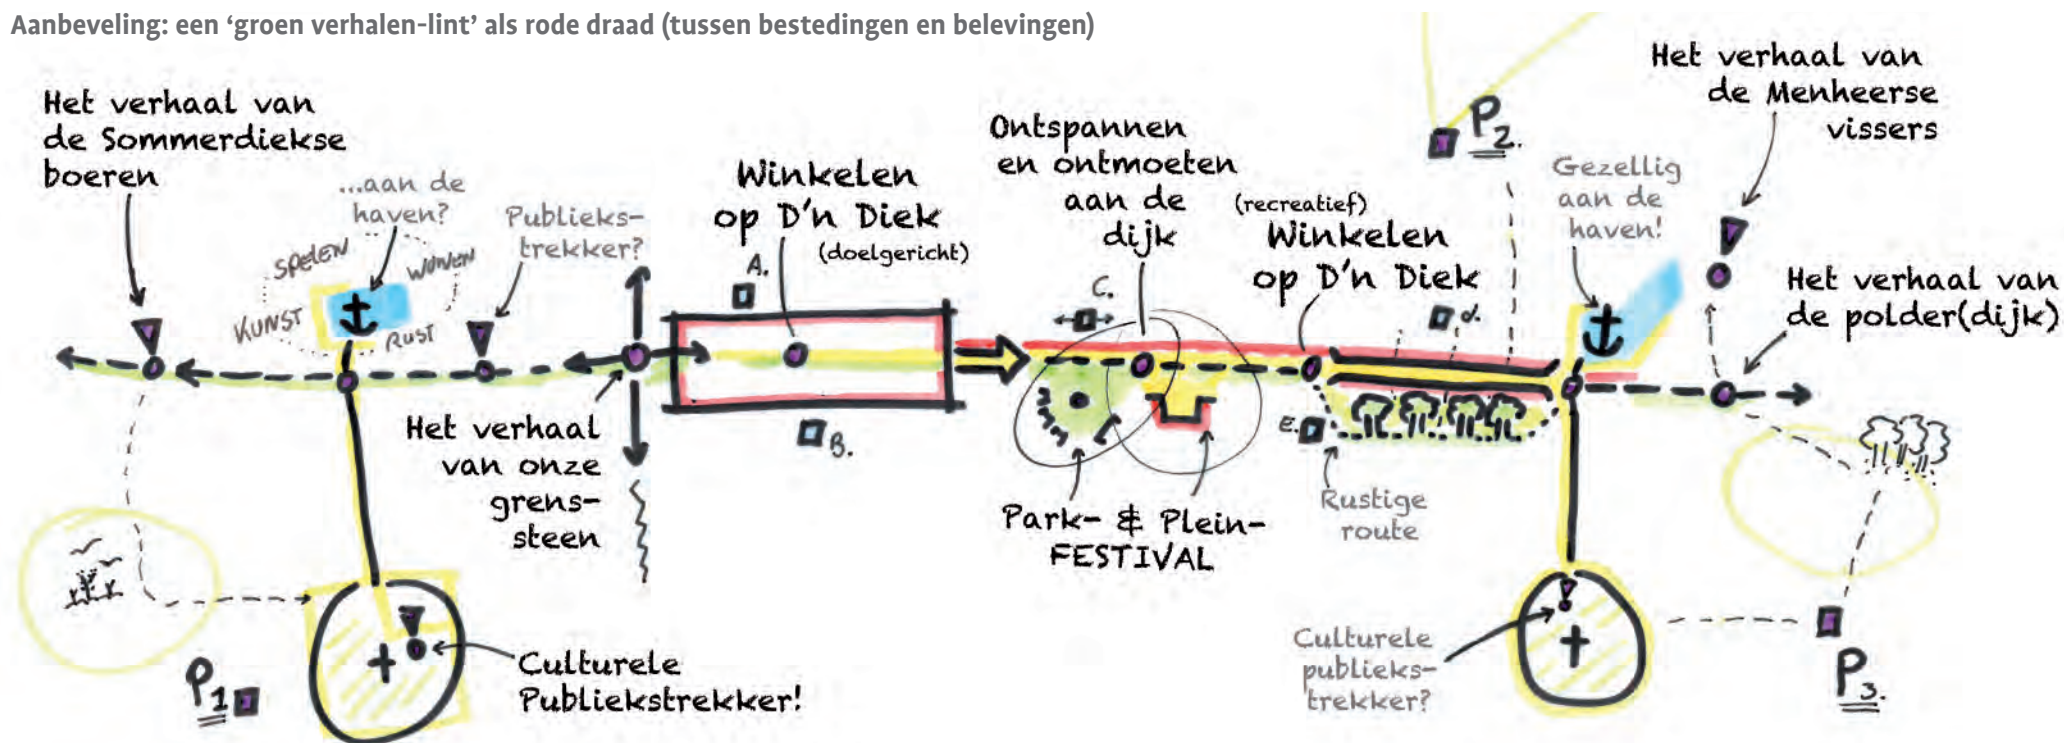 Aanbeveling: een ‘groen verhalen-lint’ als rode draad (tussen bestedingen en belevingen)
Het verhaal van
de Sommerdiekse
boeren
...aan de
haven?
SPELEN
WONEN
KUNST
RUST
Publieks-
trekker?
Het verhaal
van onze
grens-
steen
Winkelen
op D'n Diek
(doelgericht)
A.
B.
Ontspannen
en ontmoeten
aan de
dijk
C.
(recreatief)
Winkelen
op D'n Diek
d.
E.
Rustige
route
Park- & Plein-
FESTIVAL
P2.
Gezellig
aan de
haven!
Het verhaal van
de Menheerse
vissers
Het verhaal van
de polder(dijk)
P1
Culturele
Publiekstrekker!
Culturele
publieks-
trekker?
P3.